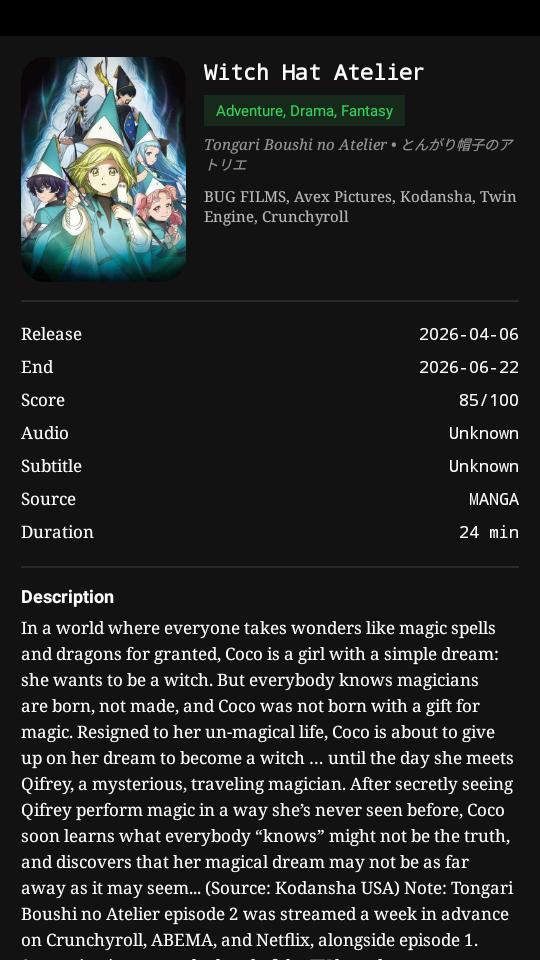 Witch Hat Atelier
Adventure, Drama, Fantasy
Tongari Boushi no Atelier • とんがり帽子のア
トリエ
BUG FILMS, Avex Pictures, Kodansha, Twin
Engine, Crunchyroll
Release 2026-04-06
End 2026-06-22
Score 85/100
Audio Unknown
Subtitle Unknown
Source MANGA
Duration 24 min
Description
In a world where everyone takes wonders like magic spells
and dragons for granted, Coco is a girl with a simple dream:
she wants to be a witch. But everybody knows magicians
are born, not made, and Coco was not born with a gift for
magic. Resigned to her un-magical life, Coco is about to give
up on her dream to become a witch … until the day she meets
Qifrey, a mysterious, traveling magician. After secretly seeing
Qifrey perform magic in a way she’s never seen before, Coco
soon learns what everybody “knows” might not be the truth,
and discovers that her magical dream may not be as far
away as it may seem... (Source: Kodansha USA) Note: Tongari
Boushi no Atelier episode 2 was streamed a week in advance
on Crunchyroll, ABEMA, and Netflix, alongside episode 1.